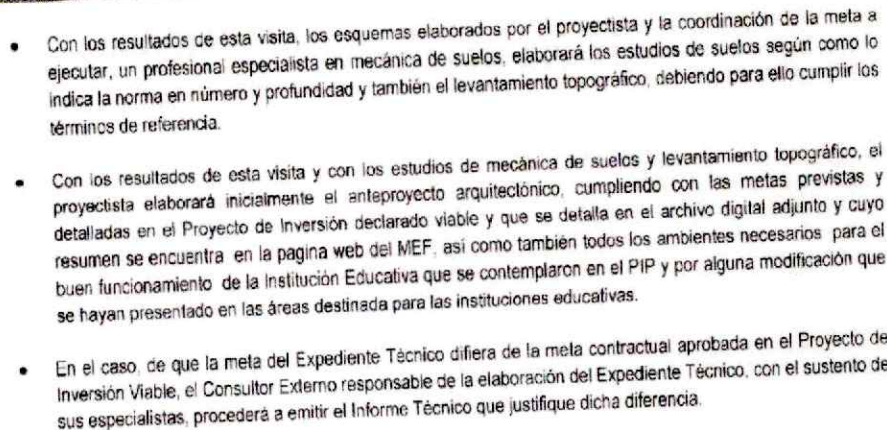 • Con los resultados de esta visita, los esquemas elaborados por el proyectista y la coordinación de la meta a
ejecutar, un profesional especialista en mecánica de suelos, elaborará los estudios de suelos según como lo
indica la norma en número y profundidad y también el levantamiento topográfico, debiendo para ello cumplir los
términos de referencia.
• Con los resultados de esta visita y con los estudios de mecánica de suelos y levantamiento topográfico, el
proyectista elaborará inicialmente el anteproyecto arquitectónico, cumpliendo con las metas previstas y
detalladas en el Proyecto de Inversión declarado viable y que se detalla en el archivo digital adjunto y cuyo
resumen se encuentra en la pagina web del MEF, así como también todos los ambientes necesarios para el
buen funcionamiento de la Institución Educativa que se contemplaron en el PIP y por alguna modificación que
se hayan presentado en las áreas destinada para las instituciones educativas.
• En el caso, de que la meta del Expediente Técnico difiera de la meta contractual aprobada en el Proyecto de
Inversión Viable, el Consultor Externo responsable de la elaboración del Expediente Técnico, con el sustento de
sus especialistas, procederá a emitir el Informe Técnico que justifique dicha diferencia.